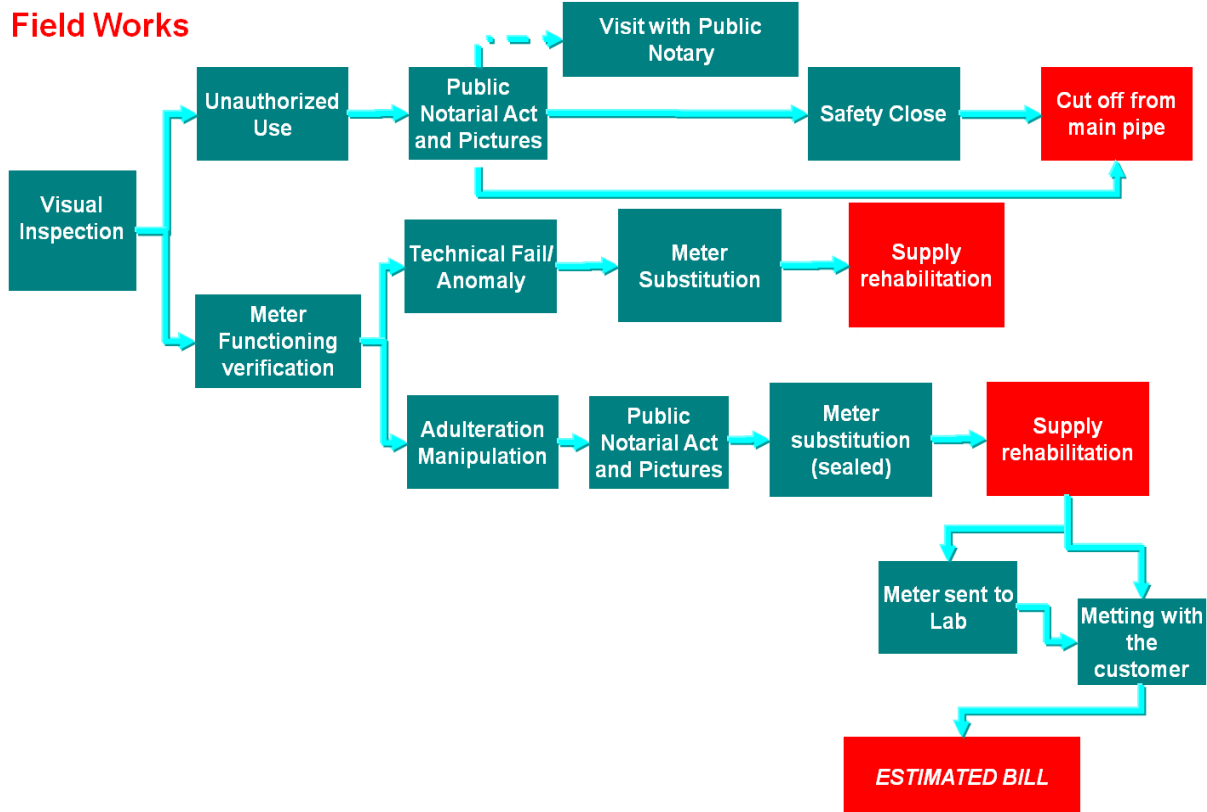 Field Works
Visit with Public
Notary
Unauthorized
Use
Public
Notarial Act
and Pictures
Safety Close
Cut off from
main pipe
Visual
Inspection
Technical Fail/
Anomaly
Meter
Substitution
Supply
rehabilitation
Meter
Functioning
verification
Adulteration
Manipulation
Public
Notarial Act
and Pictures
Meter
substitution
(sealed)
Supply
rehabilitation
Meter sent to
Lab
Metting with
the
customer
ESTIMATED BILL